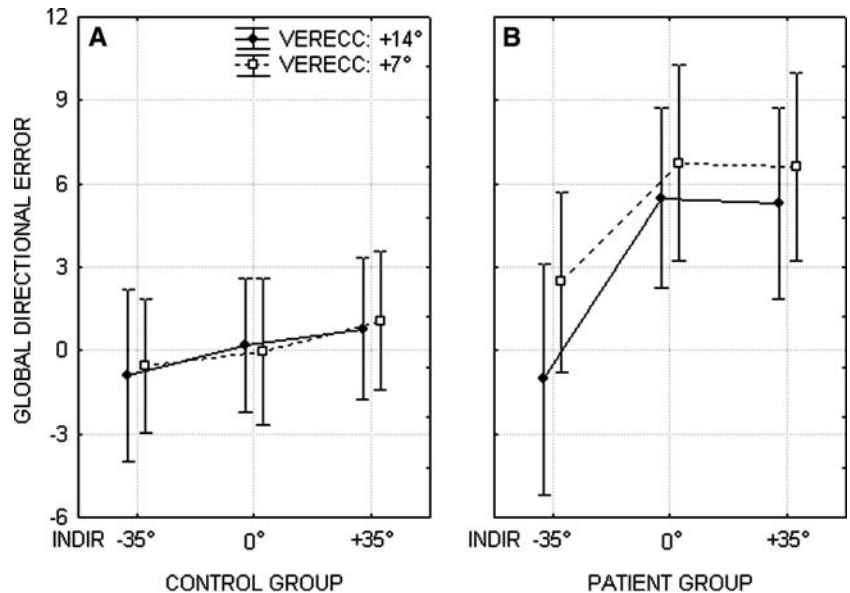 A
VERECC: +14°
VERECC: +7°
B
GLOBAL DIRECTIONAL ERROR
12
9
6
3
0
-3
-6
INDIR -35° 0° +35°
INDIR -35° 0° +35°
CONTROL GROUP
PATIENT GROUP